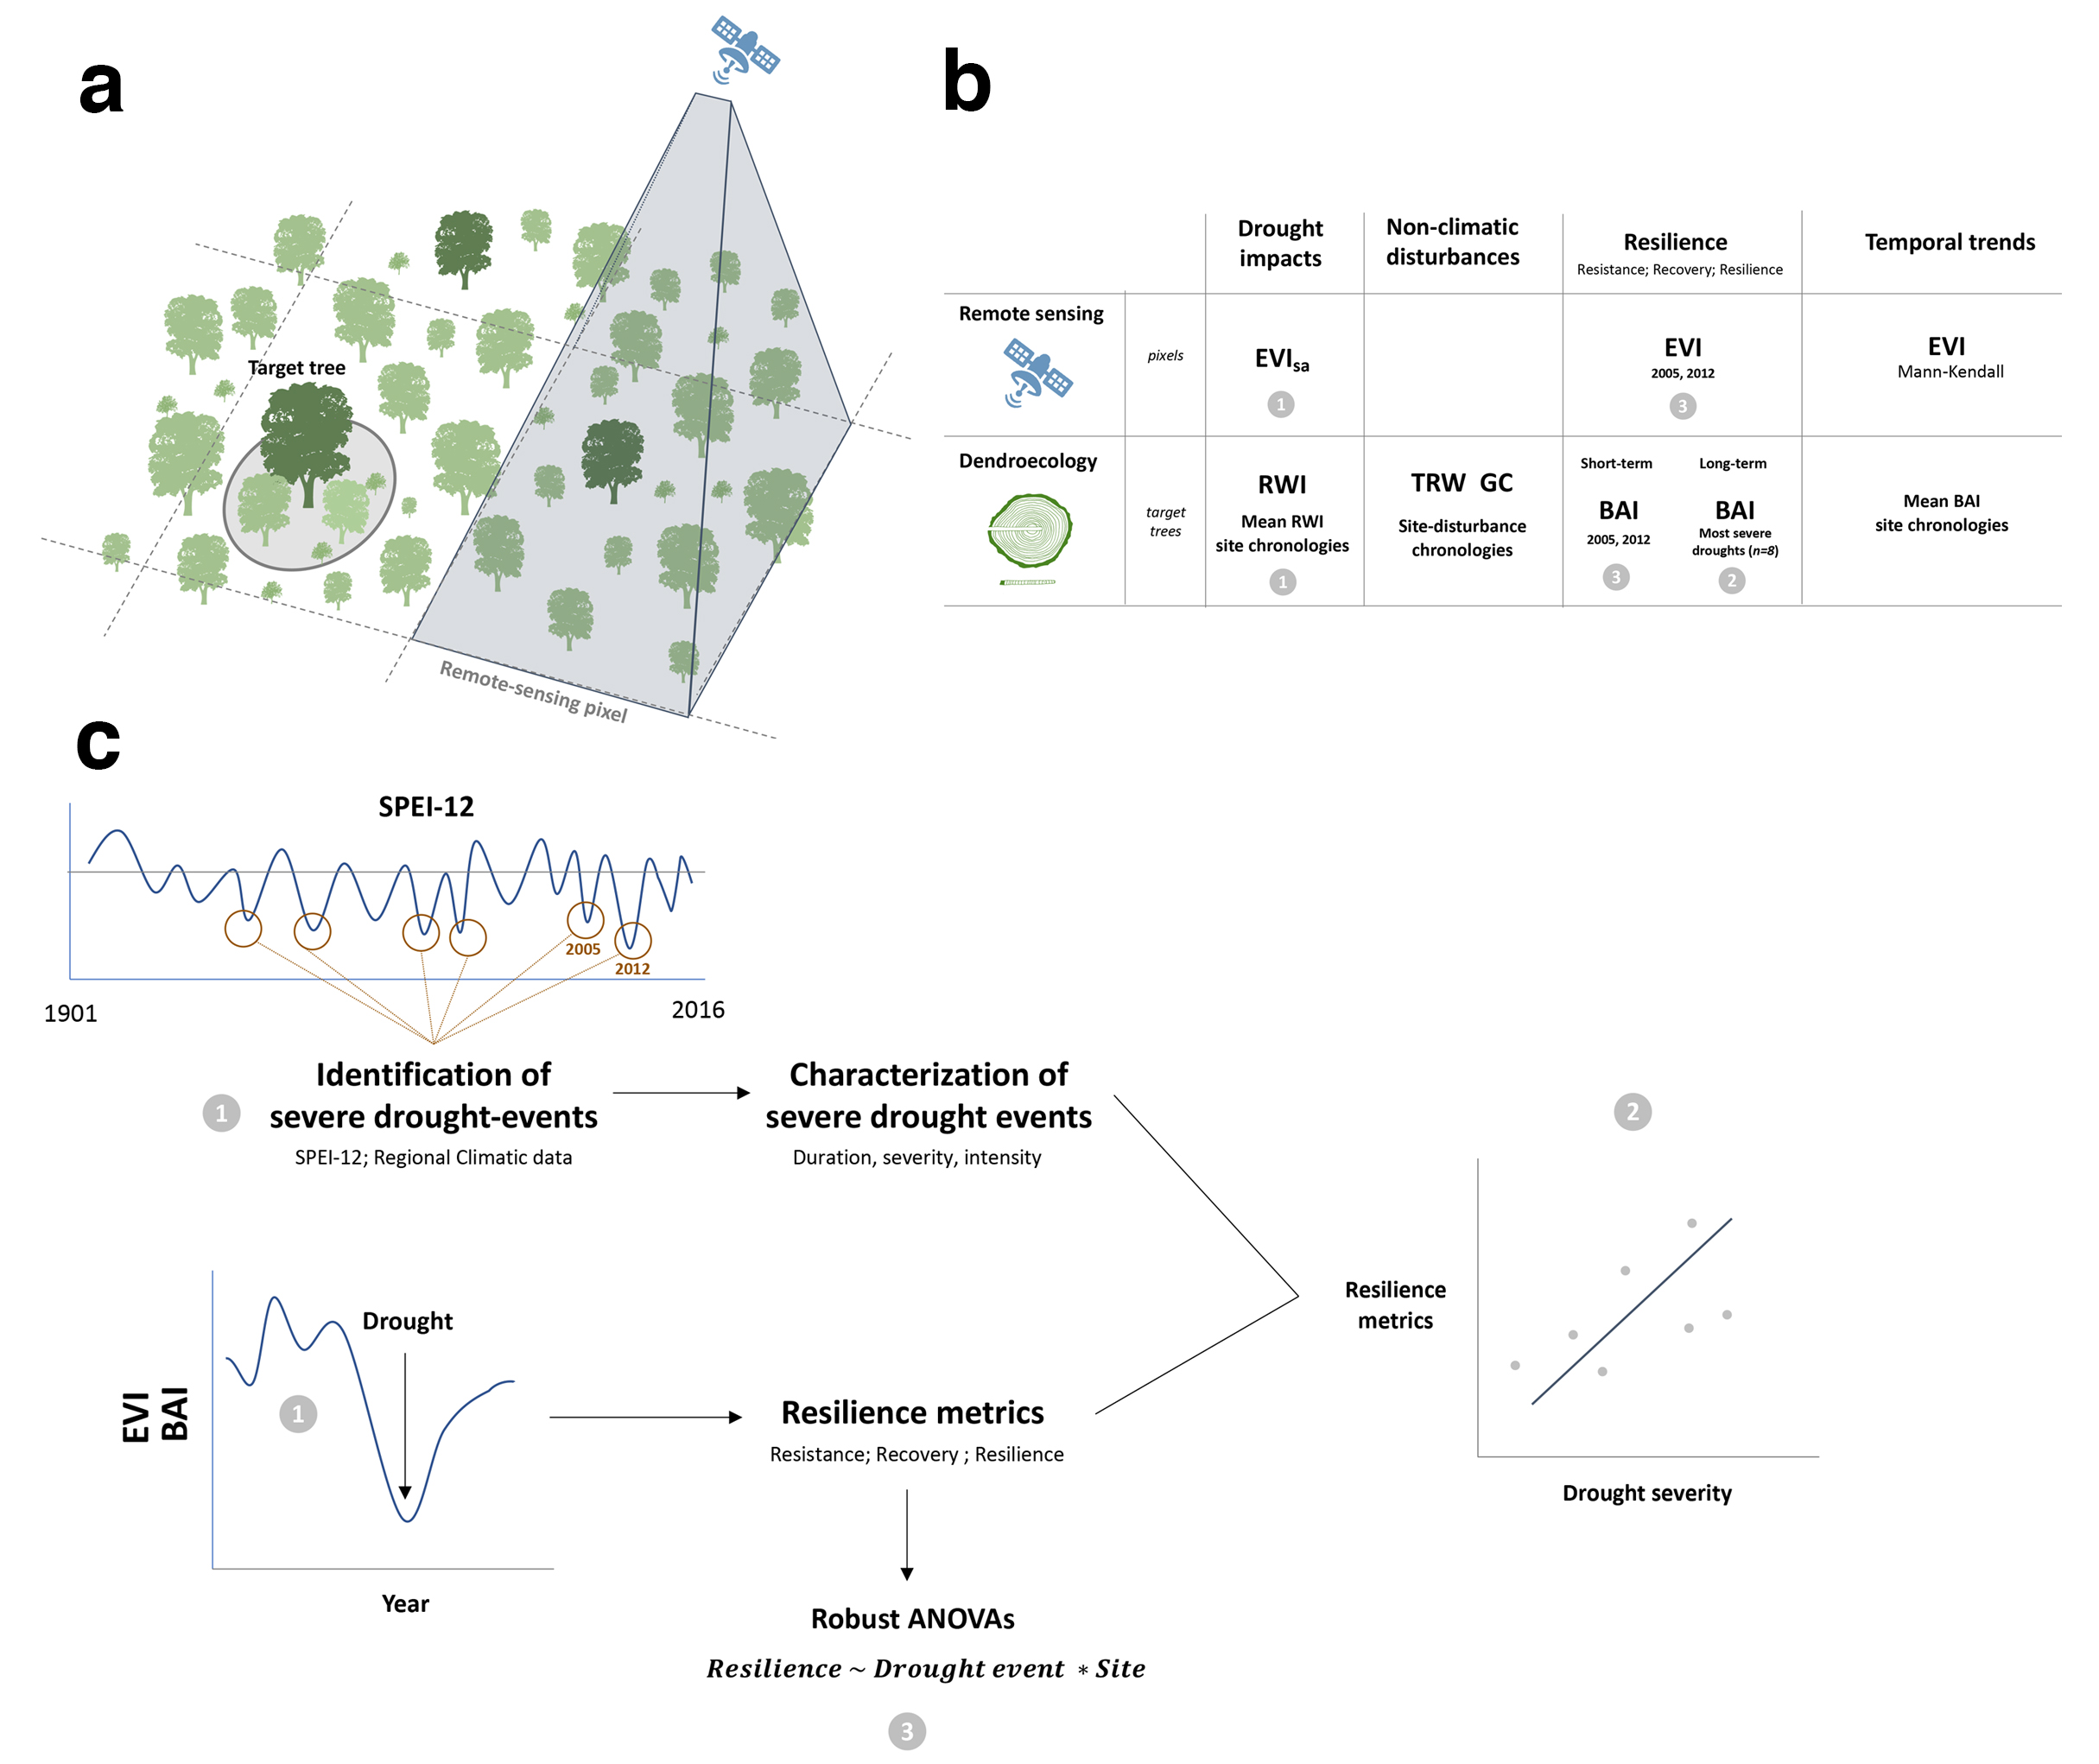 a
Target tree
Remote-sensing pixel
b
Drought
impacts
Non-climatic
disturbances
Resilience
Resistance; Recovery; Resilience
Temporal trends
Remote sensing
pixels
EVIsa
1
EVI
2005, 2012
3
EVI
Mann-Kendall
Dendroecology
target
trees
RWI
Mean RWI
site chronologies
1
TRW GC
Site-disturbance
chronologies
Short-term
BAI
2005, 2012
3
Long-term
BAI
Most severe
droughts (n=8)
2
Mean BAI
site chronologies
c
SPEI-12
2005
2012
1901
2016
1
Identification of
severe drought-events
SPEI-12; Regional Climatic data
Characterization of
severe drought events
Duration, severity, intensity
2
Resilience
metrics
Drought severity
EVI
BAI
1
Drought
Year
Resilience metrics
Resistance; Recovery ; Resilience
Robust ANOVAs
Resilience ~ Drought event * Site
3